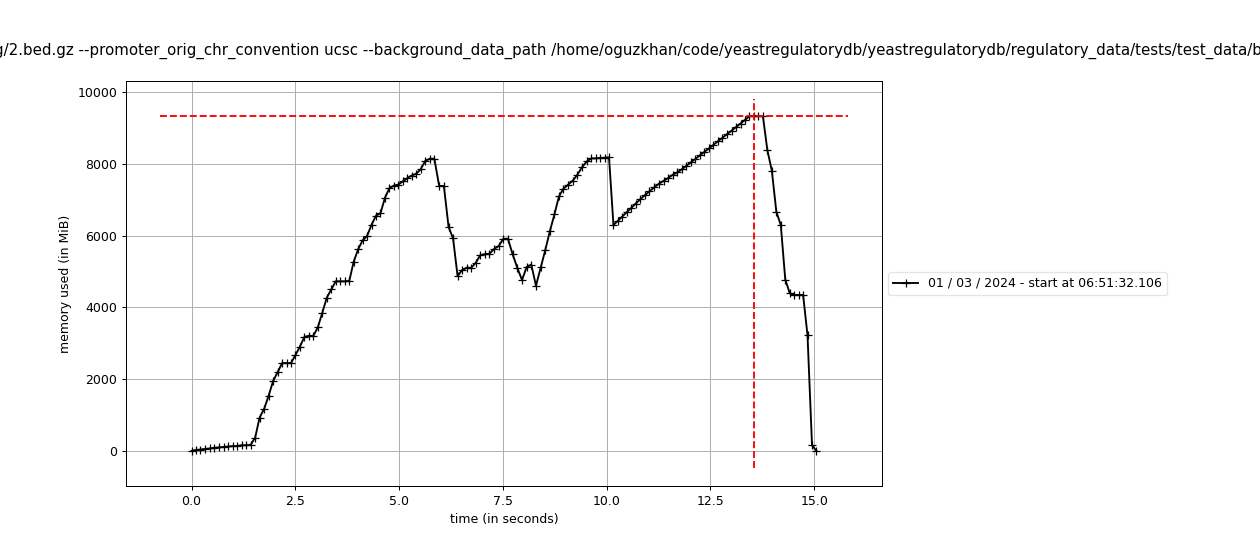 g/2.bed.gz --promoter_orig_chr_convention ucsc --background_data_path /home/oguzkhan/code/yeastregulatorydb/yeastregulatorydb/regulatory_data/tests/test_data/b
10000
8000
6000
4000
2000
0
memory used (in MiB)
0.0 2.5 5.0 7.5 10.0 12.5 15.0
time (in seconds)
01 / 03 / 2024 - start at 06:51:32.106